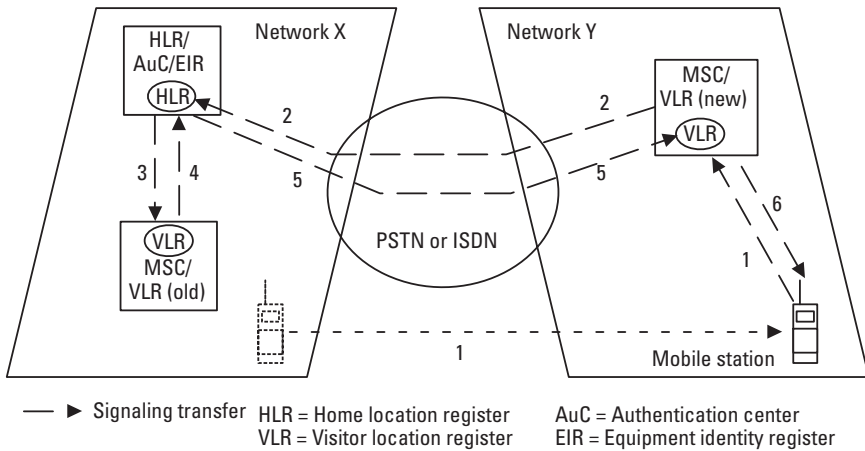 Network X
Network Y
HLR/
AuC/EIR
HLR
MSC/
VLR (new)
VLR
2
2
3
4
5
5
6
1
VLR
MSC/
VLR (old)
PSTN or ISDN
1
Mobile station
Signaling transfer
HLR = Home location register
AuC = Authentication center
VLR = Visitor location register
EIR = Equipment identity register